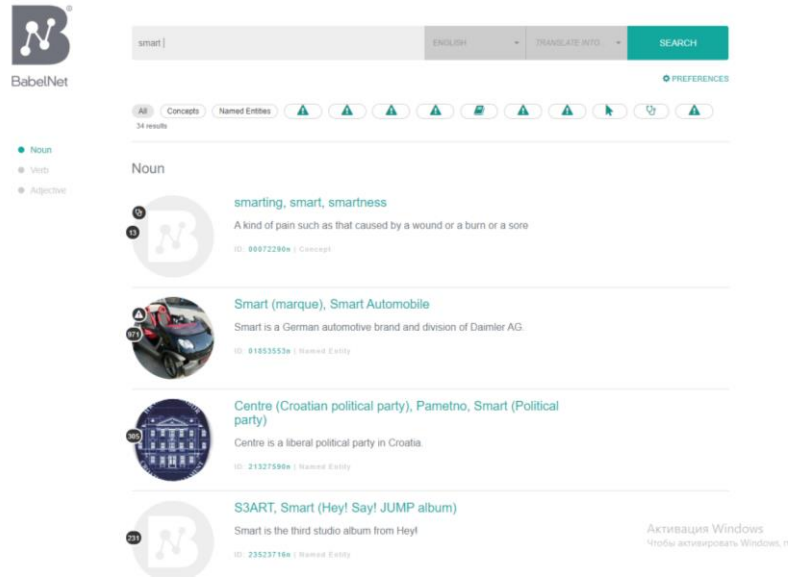 ®
BabelNet
smart
ENGLISH
TRANSLATE INTO...
SEARCH
PREFERENCES
All Concepts Named Entities
34 results
Noun
Verb
Adjective
Noun
smarting, smart, smartness
A kind of pain such as that caused by a wound or a burn or a sore
13
ID: 00072290n | Concept
Smart (marque), Smart Automobile
Smart is a German automotive brand and division of Daimler AG.
971
ID: 01853553n | Named Entity
Centre (Croatian political party), Pametno, Smart (Political
party)
305
Centre is a liberal political party in Croatia.
ID: 21327590n | Named Entity
S3ART, Smart (Hey! Say! JUMP album)
Smart is the third studio album from Hey!
231
ID: 23523716n | Named Entity
Активация Windows
Чтобы активировать Windows, п